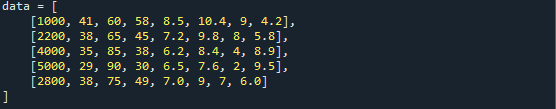 data = [
    [1000, 41, 60, 58, 8.5, 10.4, 9, 4.2],
    [2200, 38, 65, 45, 7.2, 9.8, 8, 5.8],
    [4000, 35, 85, 38, 6.2, 8.4, 4, 8.9],
    [5000, 29, 90, 30, 6.5, 7.6, 2, 9.5],
    [2800, 38, 75, 49, 7.0, 9, 7, 6.0]
]